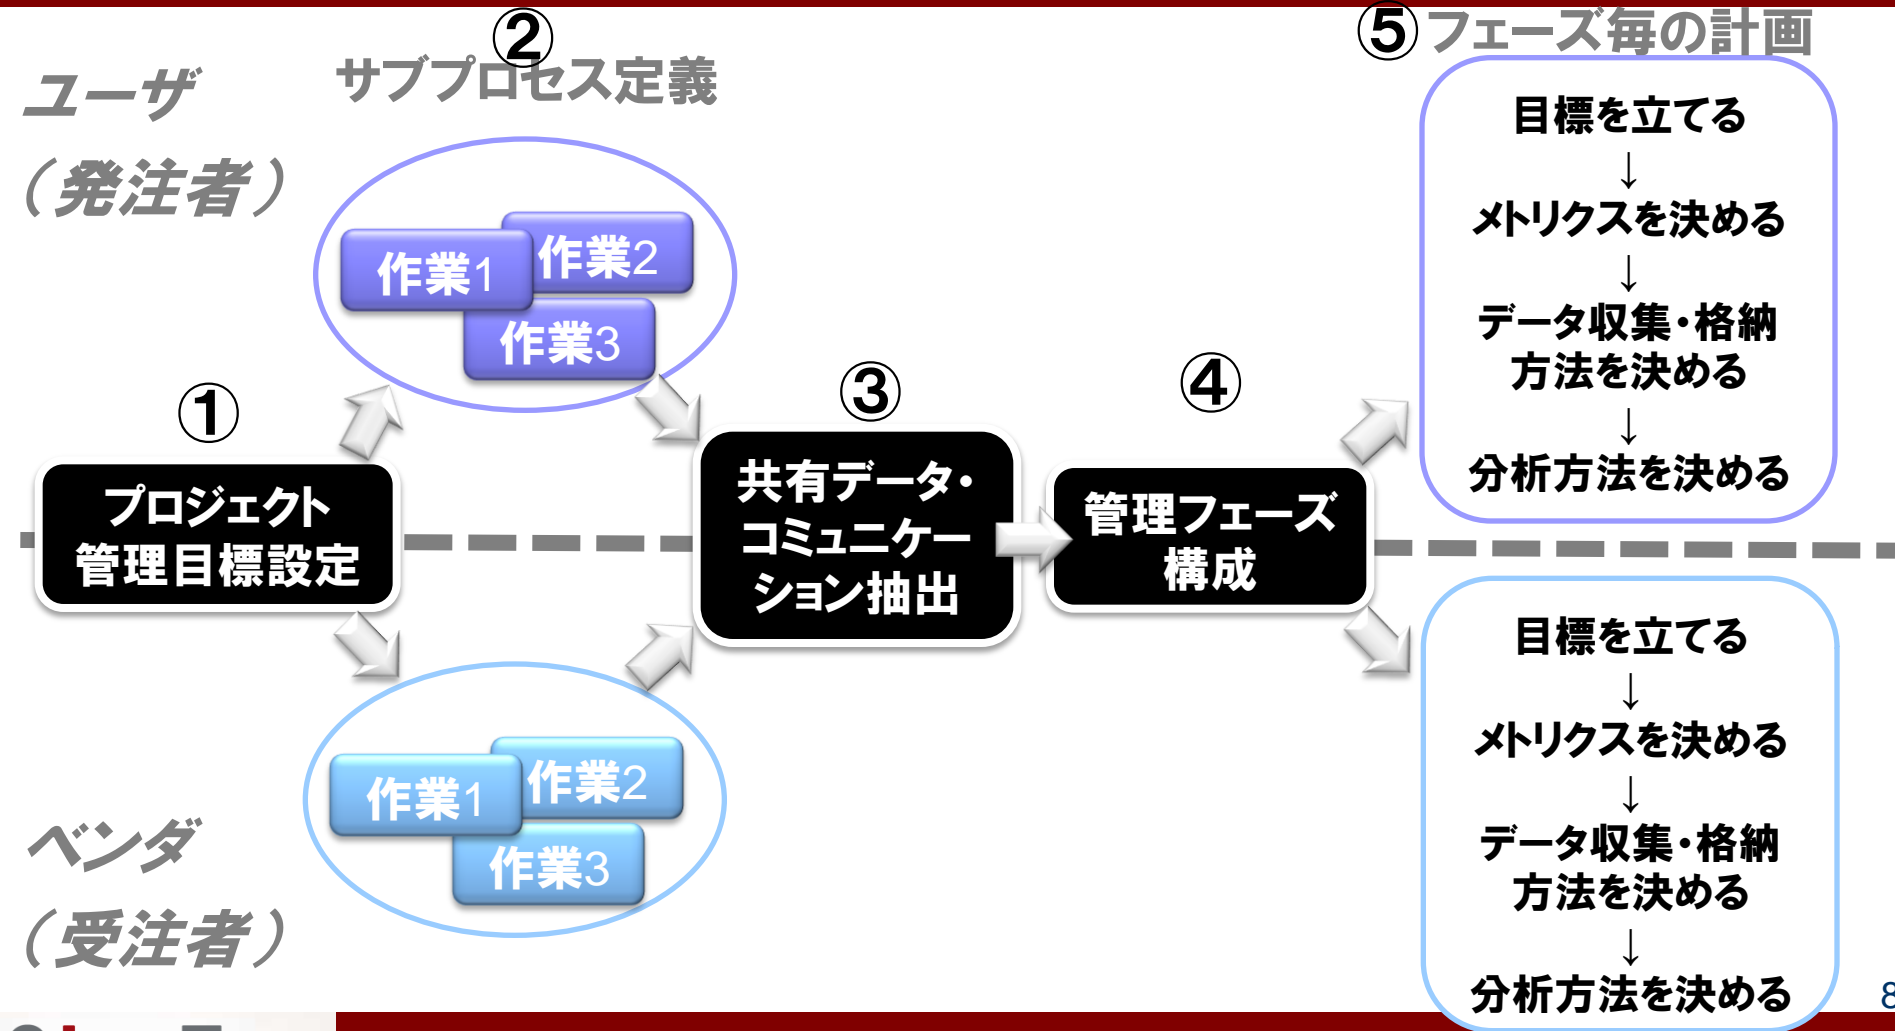 ②
⑤フェーズ毎の計画
ユーザ
（発注者）
サブプロセス定義
作業1
作業2
作業3
①
プロジェクト
管理目標設定
③
共有データ・
コミュニケー
ション抽出
④
管理フェーズ
構成
目標を立てる
↓
メトリクスを決める
↓
データ収集・格納
方法を決める
↓
分析方法を決める
ベンダ
（受注者）
作業1
作業2
作業3
目標を立てる
↓
メトリクスを決める
↓
データ収集・格納
方法を決める
↓
分析方法を決める
8